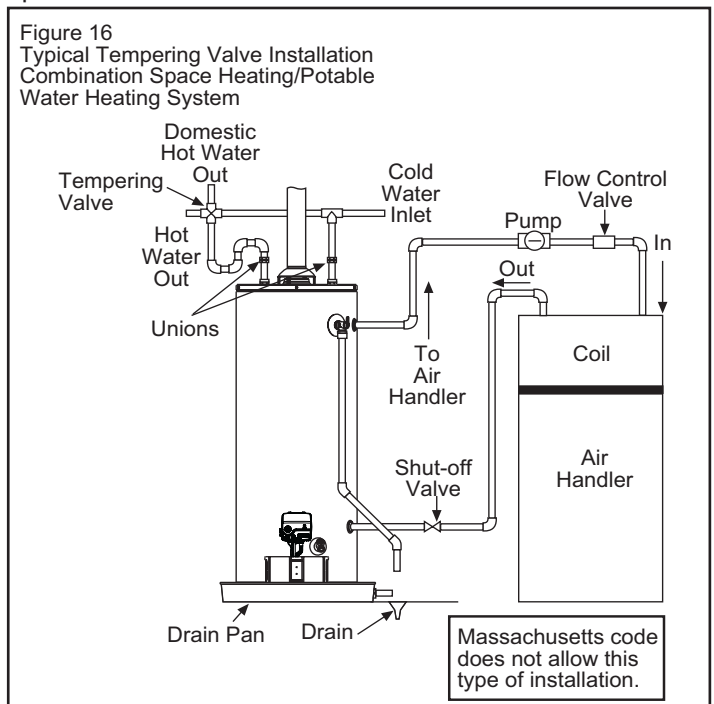 Figure 16
Typical Tempering Valve Installation
Combination Space Heating/Potable
Water Heating System
Domestic
Hot Water
Out
Tempering
Valve
Cold
Water
Inlet
Flow Control
Valve
Pump
In
Hot
Water
Out
Out
Unions
To
Air
Handler
Coil
Shut-off
Valve
Air
Handler
Drain Pan
Drain
Massachusetts code
does not allow this
type of installation.